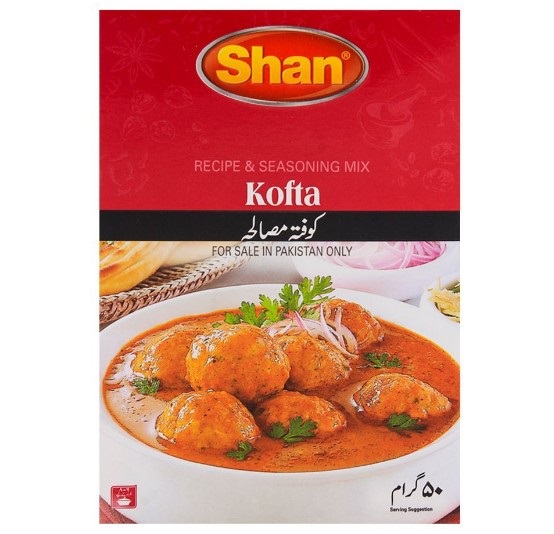 Shan®
RECIPE & SEASONING MIX
Kofta
کوفتہ مصالحہ
FOR SALE IN PAKISTAN ONLY
۵۰ گرام
Serving Suggestion